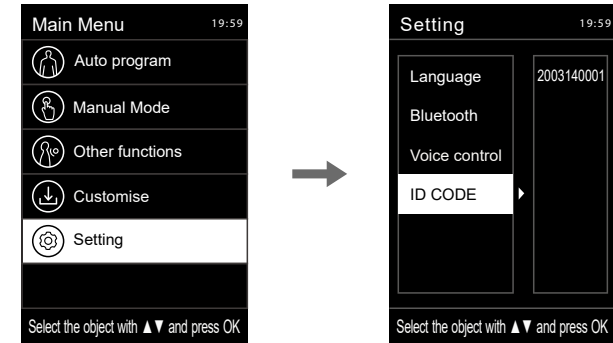 Main Menu 19:59
Auto program
Manual Mode
Other functions
Customise
Setting
Select the object with ▲▼ and press OK
Setting 19:59
Language 2003140001
Bluetooth
Voice control
ID CODE
Select the object with ▲▼ and press OK